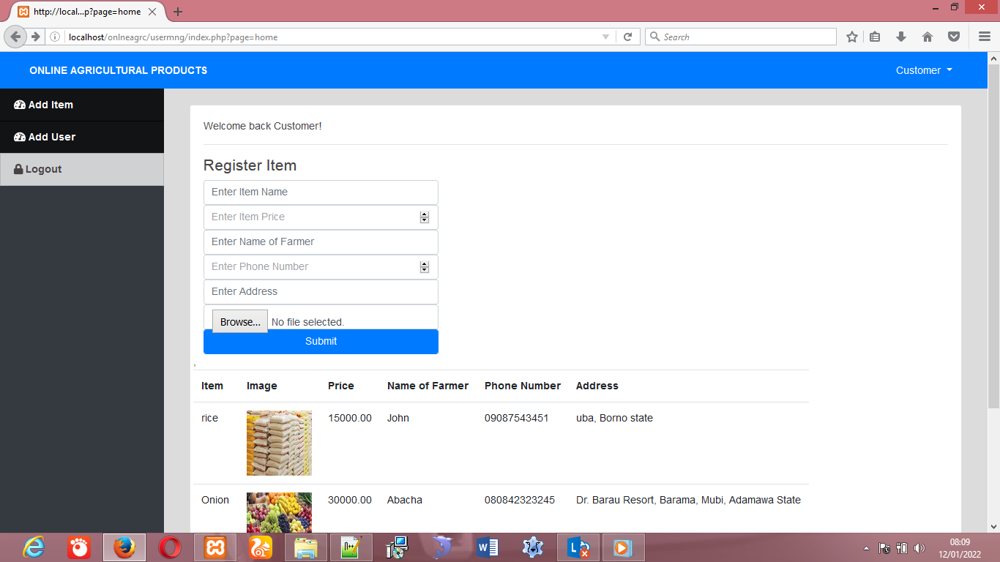 http://local...p?page=home
localhost/onlneagrc/usermng/index.php?page=home
Search
ONLINE AGRICULTURAL PRODUCTS
Customer
Add Item
Add User
Logout
Welcome back Customer!
Register Item
Enter Item Name
Enter Item Price
Enter Name of Farmer
Enter Phone Number
Enter Address
Browse... No file selected.
Submit
,
Item Image Price Name of Farmer Phone Number Address
rice 15000.00 John 09087543451 uba, Borno state
Onion 30000.00 Abacha 080842323245 Dr. Barau Resort, Barama, Mubi, Adamawa State
08:09
12/01/2022